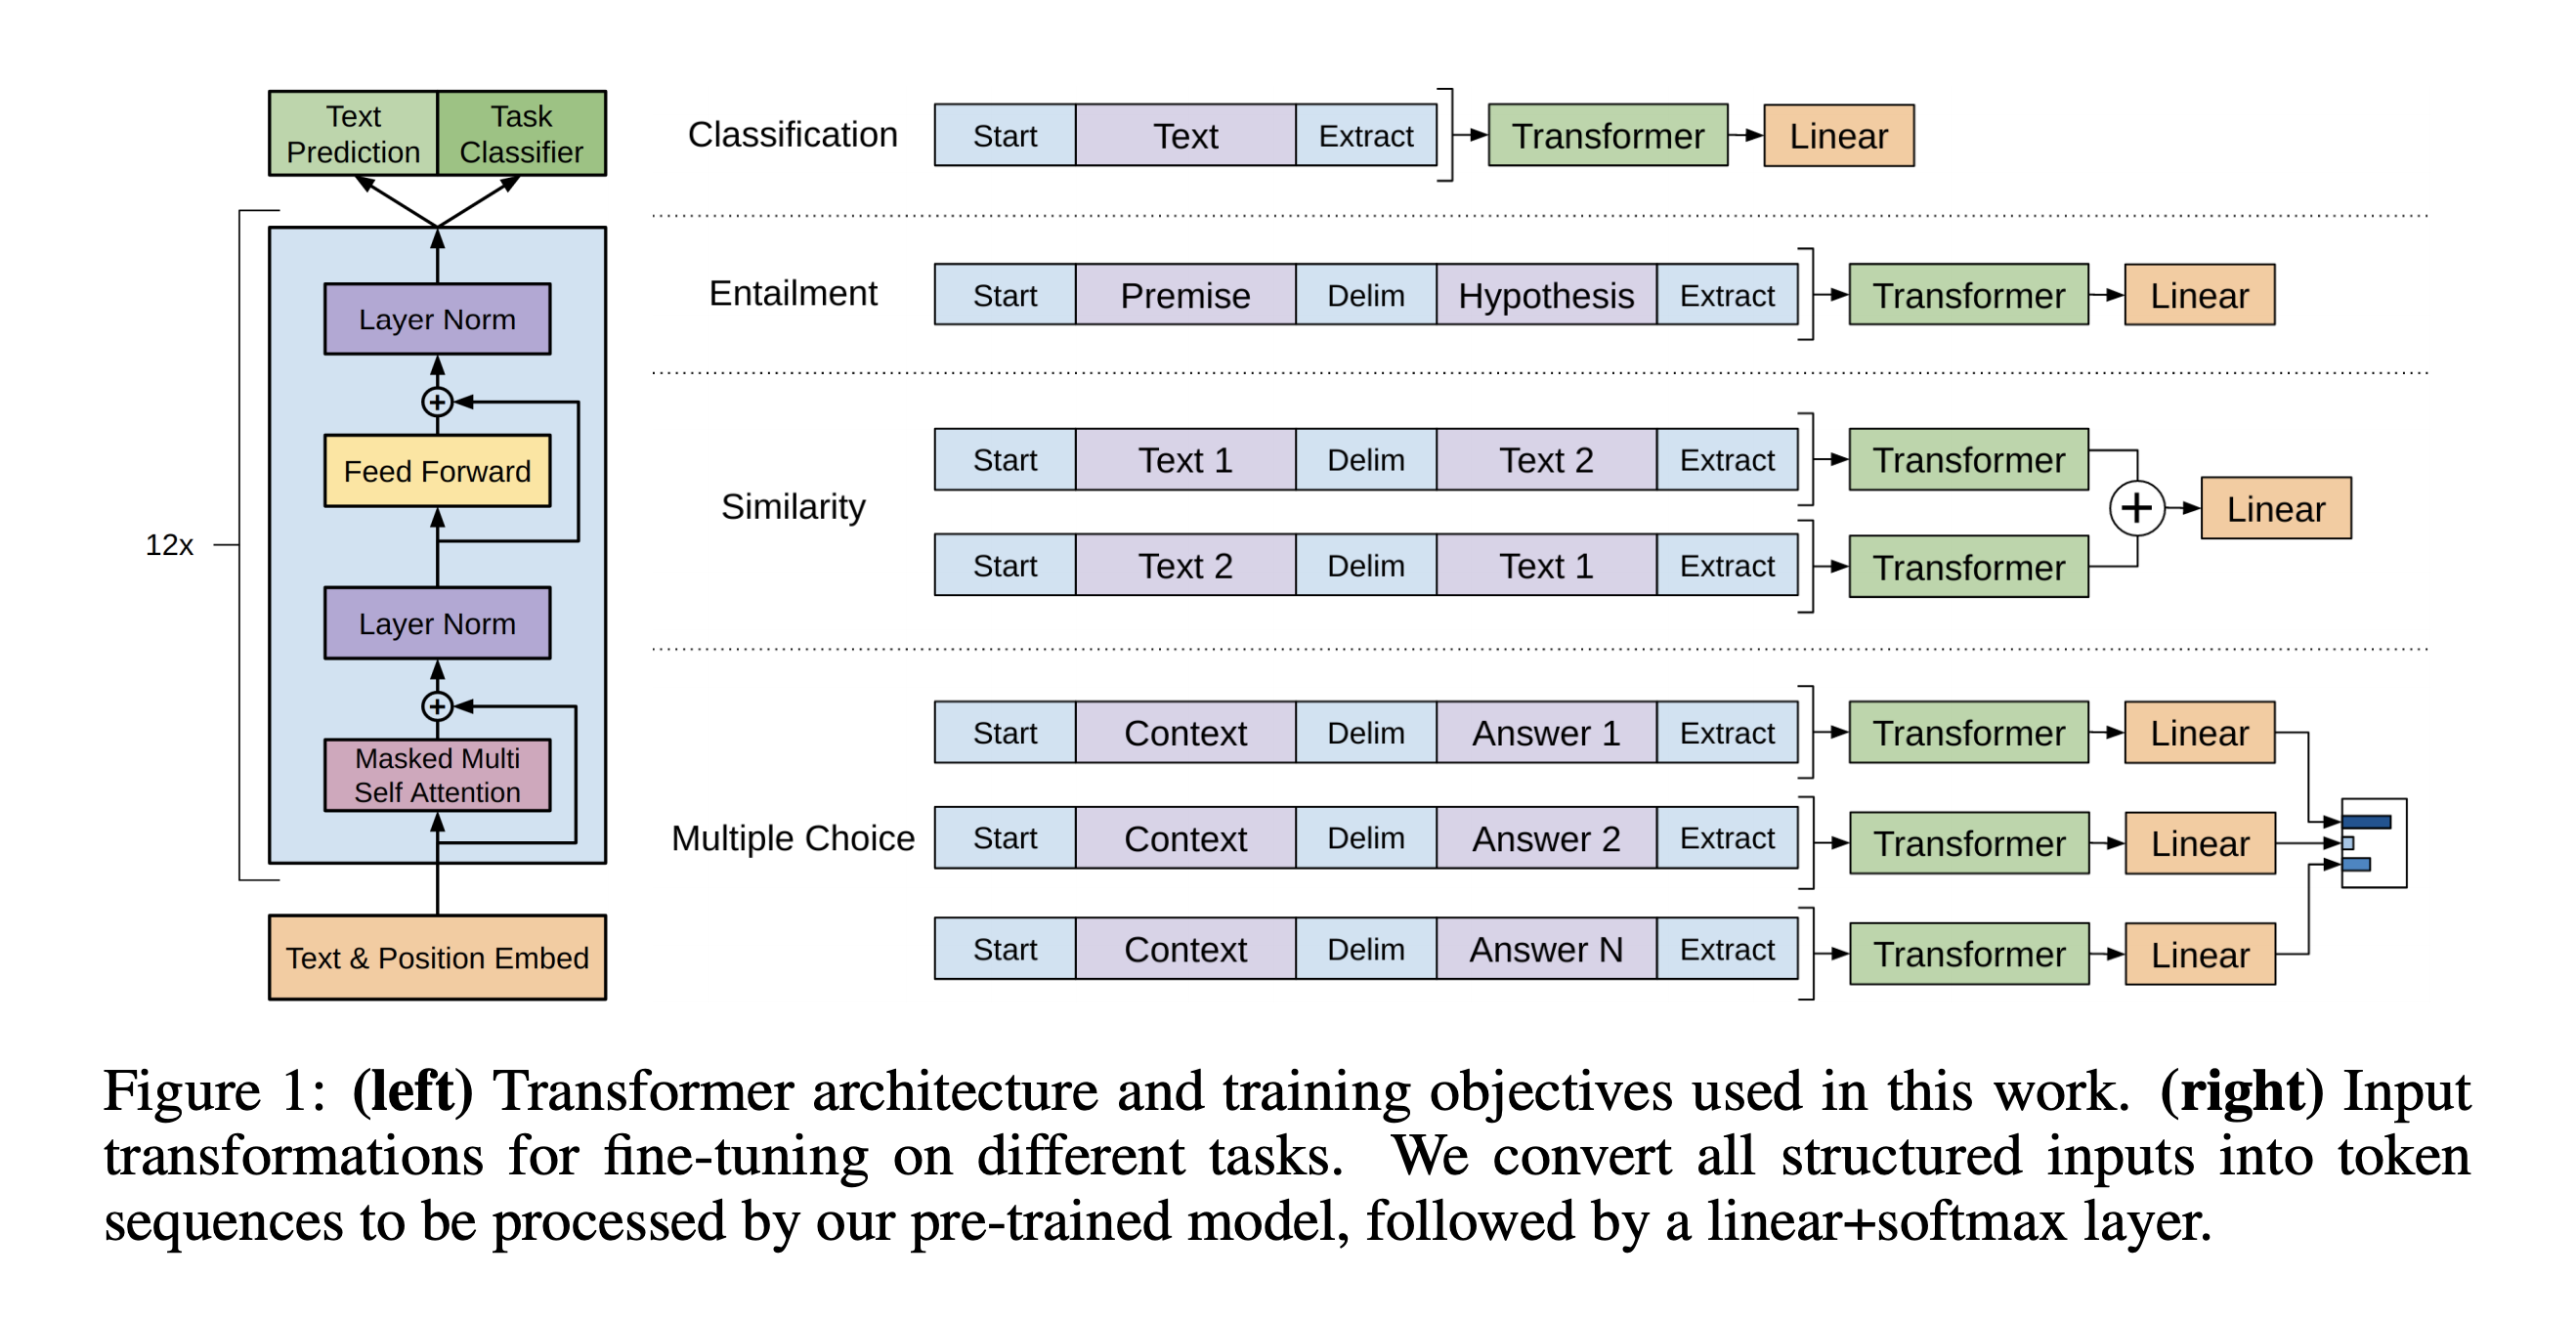 Text
Prediction
Task
Classifier
12x
Layer Norm
+
Feed Forward
Layer Norm
+
Masked Multi
Self Attention
Text & Position Embed
Classification
Start Text Extract Transformer Linear
Entailment
Start Premise Delim Hypothesis Extract Transformer Linear
Similarity
Start Text 1 Delim Text 2 Extract Transformer
Start Text 2 Delim Text 1 Extract Transformer
+
Linear
Multiple Choice
Start Context Delim Answer 1 Extract Transformer Linear
Start Context Delim Answer 2 Extract Transformer Linear
Start Context Delim Answer N Extract Transformer Linear
Figure 1: (left) Transformer architecture and training objectives used in this work. (right) Input
transformations for fine-tuning on different tasks. We convert all structured inputs into token
sequences to be processed by our pre-trained model, followed by a linear+softmax layer.